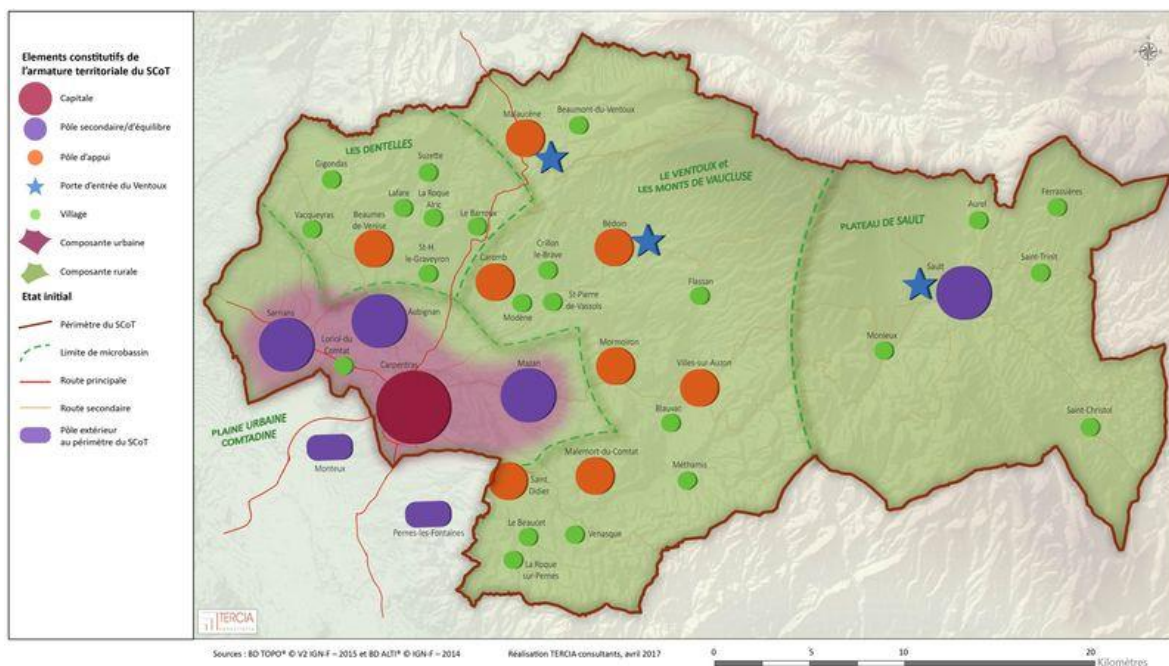 Elements constitutifs de
l'armature territoriale du SCoT
Capitale
Pôle secondaire/d'équilibre
Pôle d'appui
Porte d'entrée du Ventoux
Village
Composante urbaine
Composante rurale
Etat initial
Périmètre du SCoT
Limite de microbassin
Route principale
Route secondaire
Pôle extérieur
au périmètre du SCoT
Malaucène
Beaumont-du-Ventoux
LES DENTELLES
Gigondas
Suzette
LE VENTOUX et
LES MONTS DE VAUCLUSE
Lafare
La Roque
Alric
Vacqueyras
Beaumes
de Venise
Le Barroux
Bédoin
PLATEAU DE SAULT
Aurel
Ferrassières
St-H.
le-Graveyron
Caromb
Crillon
le-Brave
Sault
Saint-Trinit
Flassan
Modène
St-Pierre
de-Vassols
Sarrians
Aubignan
Loriol-du
Comtat
Carpentras
Mazan
Mormoiron
Villes-sur-Auzon
Monieux
Blauvac
Saint-Christol
PLAINE URBAINE
COMTADINE
Monteux
Malemort-du-Comtat
Saint
Didier
Méthamis
Pernes-les-Fontaines
Le Beaucet
Venasque
La Roque
sur-Pernes
TERCIA
consultants
Sources : BD TOPO® © V2 IGN-F – 2015 et BD ALTI® © IGN-F – 2014
Réalisation TERCIA consultants, avril 2017
0 5 10 20
Kilomètres